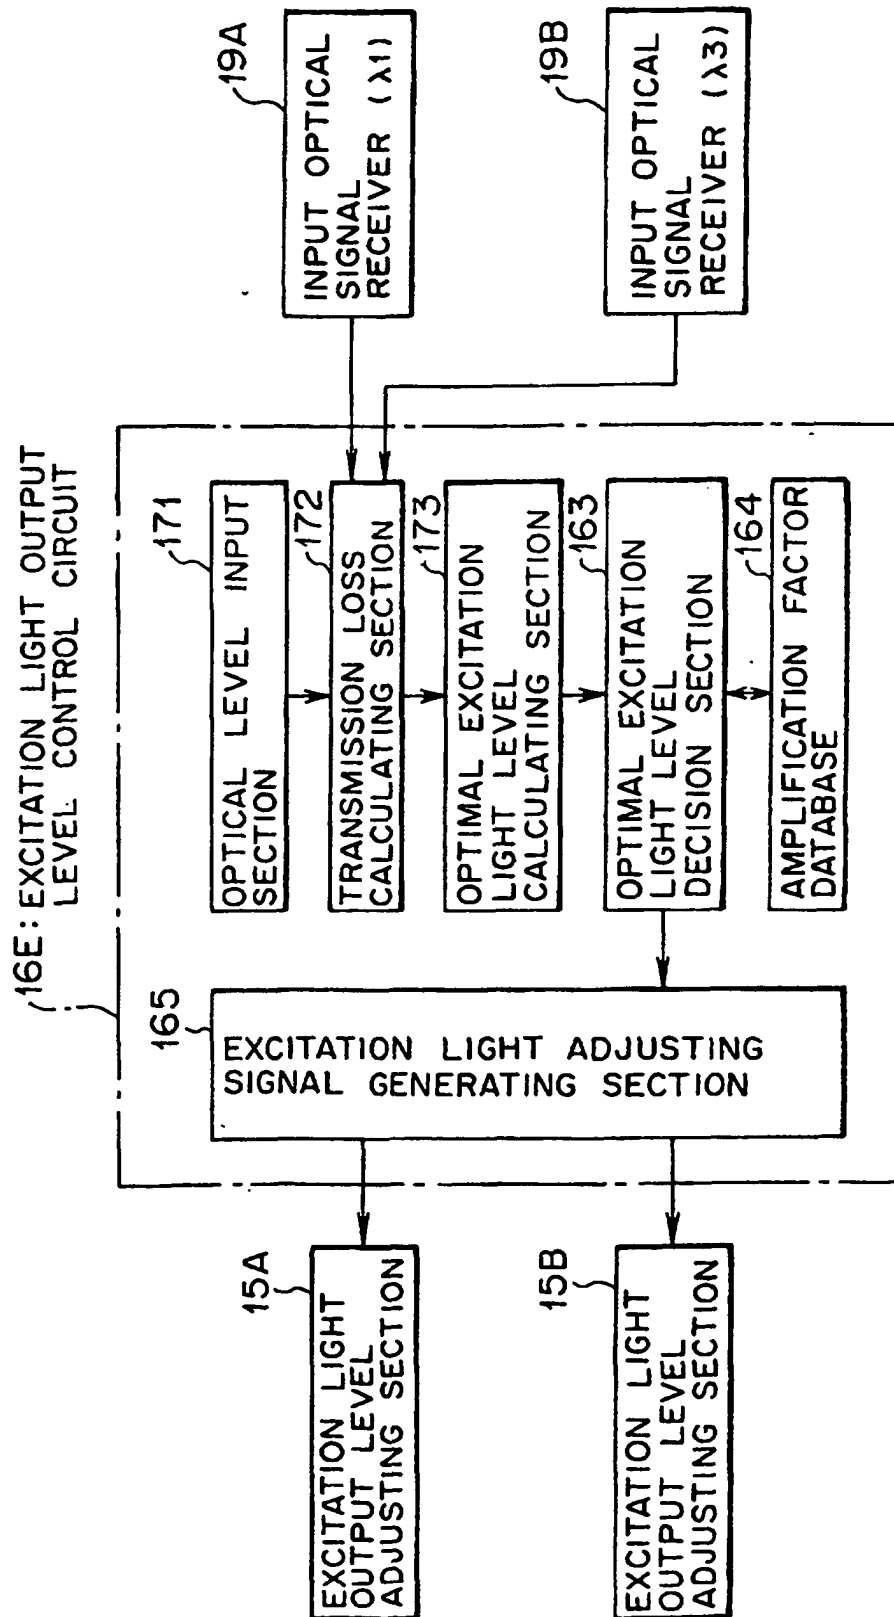 16E: EXCITATION LIGHT OUTPUT
LEVEL CONTROL CIRCUIT
15A
EXCITATION LIGHT
OUTPUT LEVEL
ADJUSTING SECTION
15B
EXCITATION LIGHT
OUTPUT LEVEL
ADJUSTING SECTION
165
EXCITATION LIGHT ADJUSTING
SIGNAL GENERATING SECTION
171
OPTICAL LEVEL INPUT
SECTION
172
TRANSMISSION LOSS
CALCULATING SECTION
173
OPTIMAL EXCITATION
LIGHT LEVEL
CALCULATING SECTION
163
OPTIMAL EXCITATION
LIGHT LEVEL
DECISION SECTION
164
AMPLIFICATION FACTOR
DATABASE
19A
INPUT OPTICAL
SIGNAL
RECEIVER (λ1)
19B
INPUT OPTICAL
SIGNAL
RECEIVER (λ3)